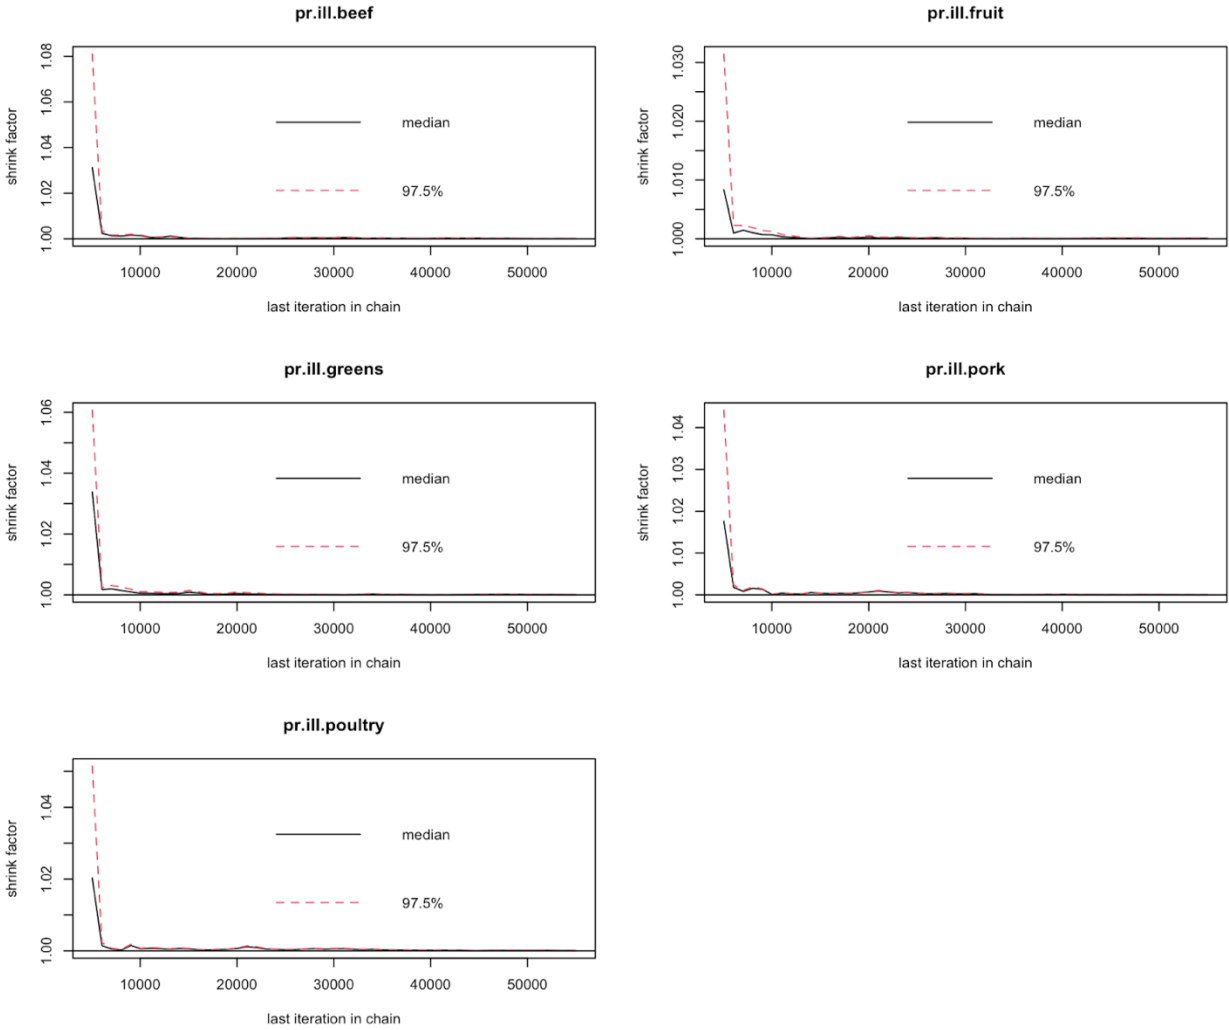 pr.ill.beef
shrink factor
1.00 1.02 1.04 1.06 1.08
median
97.5%
10000 20000 30000 40000 50000
last iteration in chain
pr.ill.fruit
shrink factor
1.000 1.010 1.020 1.030
median
97.5%
10000 20000 30000 40000 50000
last iteration in chain
pr.ill.greens
shrink factor
1.00 1.02 1.04 1.06
median
97.5%
10000 20000 30000 40000 50000
last iteration in chain
pr.ill.pork
shrink factor
1.00 1.01 1.02 1.03 1.04
median
97.5%
10000 20000 30000 40000 50000
last iteration in chain
pr.ill.poultry
shrink factor
1.00 1.02 1.04
median
97.5%
10000 20000 30000 40000 50000
last iteration in chain